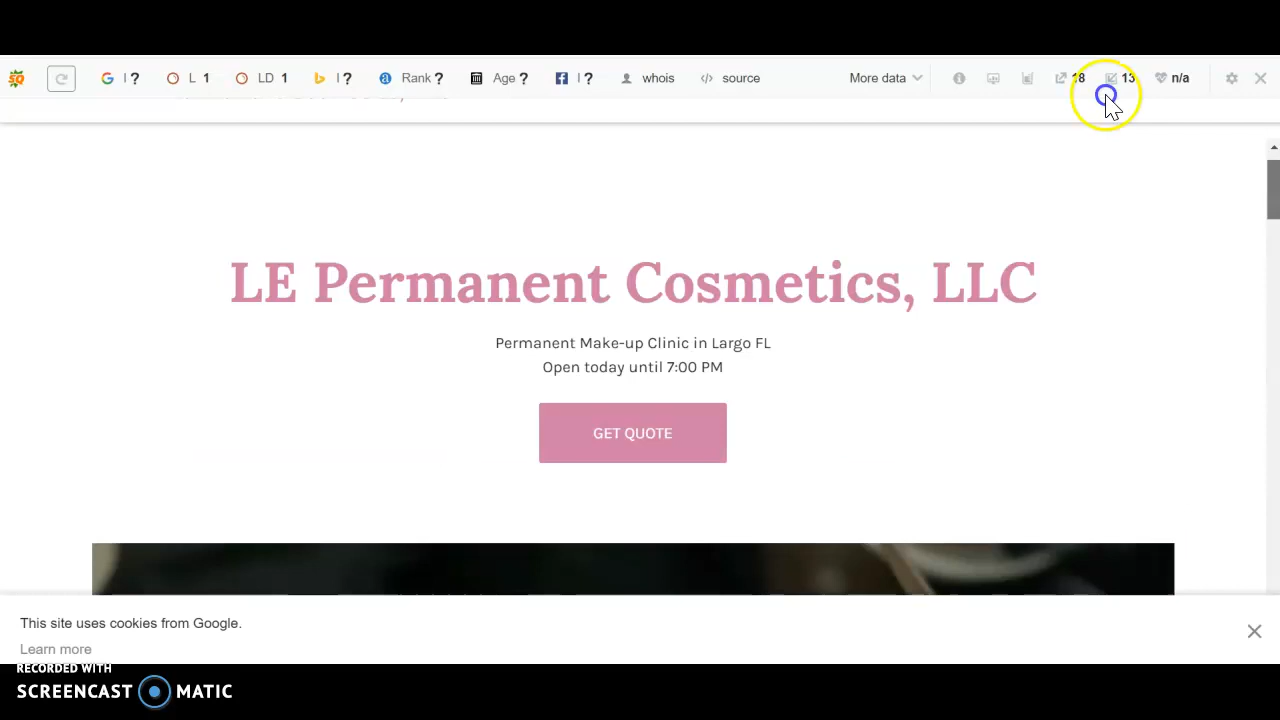 SQ G I ? L 1 LD 1 b I ? a Rank ? Age ? I ? whois </> source More data 18 13 n/a
LE Permanent Cosmetics, LLC
Permanent Make-up Clinic in Largo FL
Open today until 7:00 PM
GET QUOTE
This site uses cookies from Google.
Learn more
RECORDED WITH
SCREENCAST MATIC